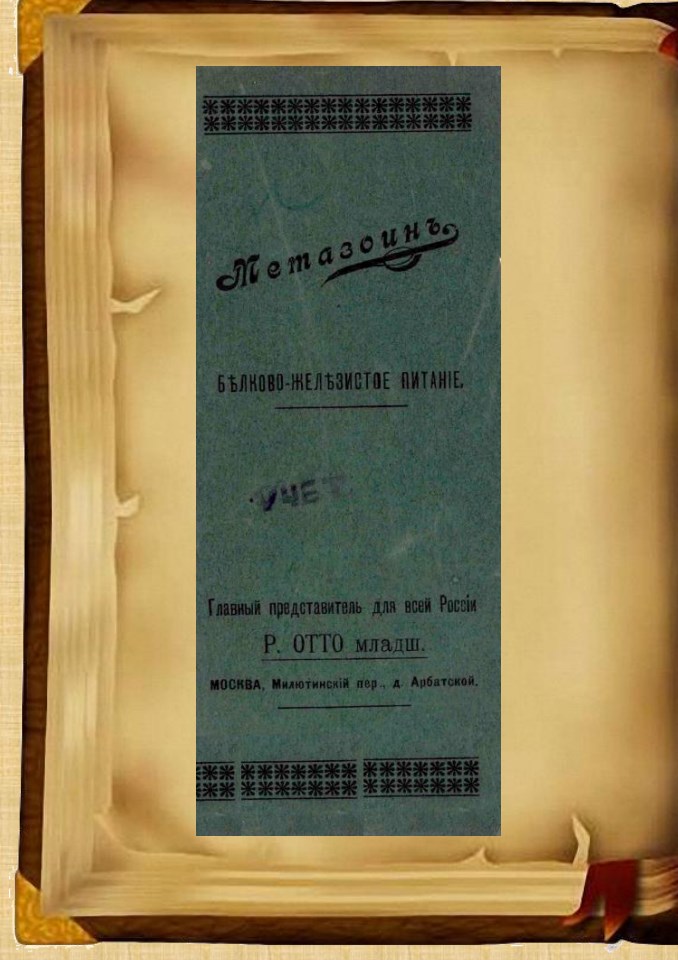 Метазоинъ
БѢЛКОВО-ЖЕЛѢЗИСТОЕ ПИТАНІЕ.
УЧЕТ
Главный представитель для всей Россіи
Р. ОТТО младш.
МОСКВА, Милютинскій пер., д. Арбатской.